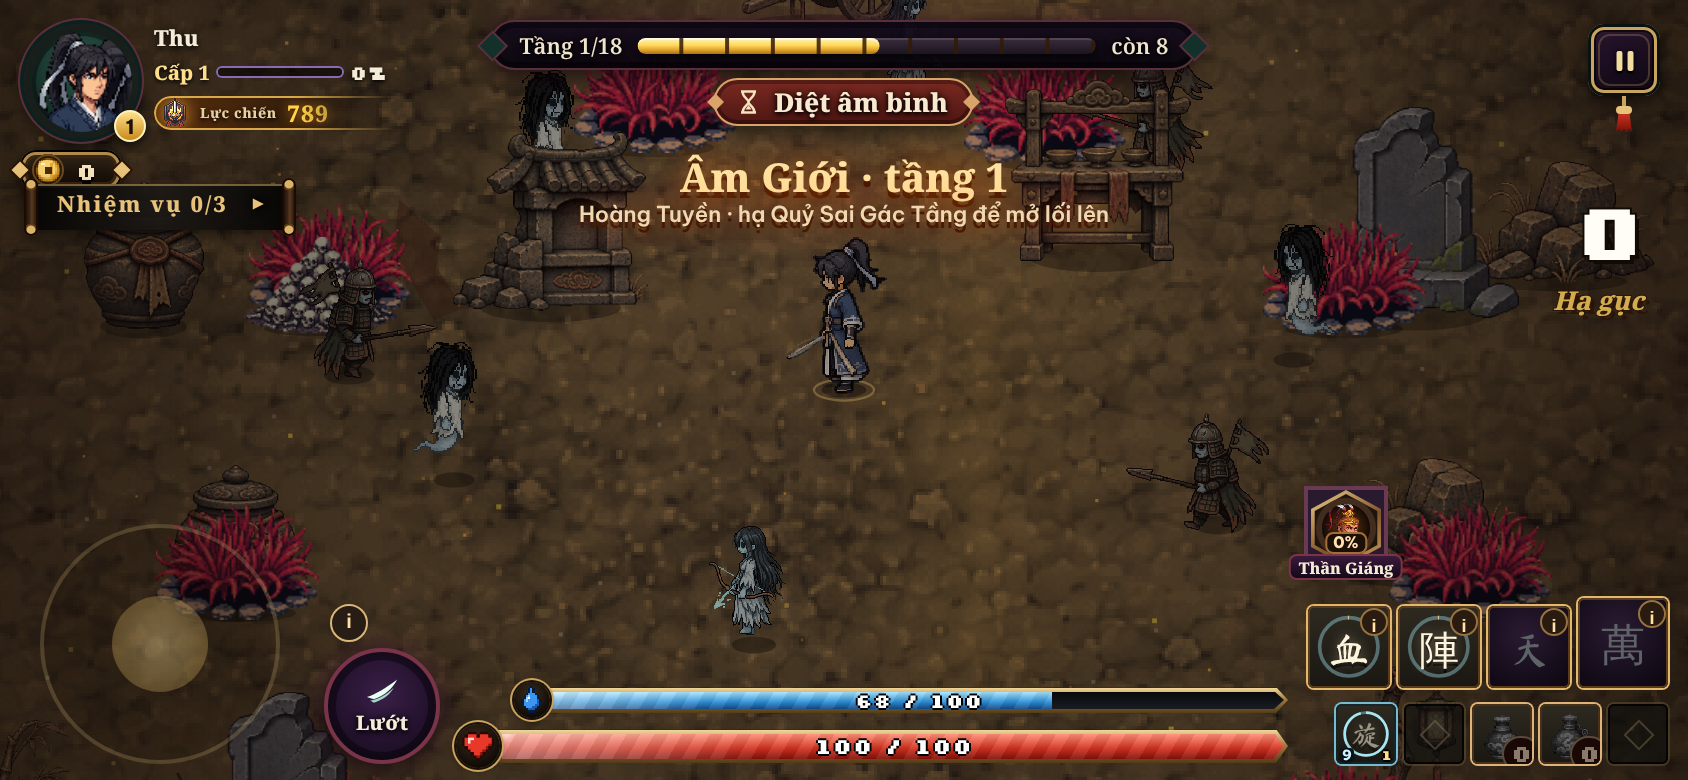 Thu
Cấp 1
0 %
Lực chiến 789
1
0
Nhiệm vụ 0/3
Tầng 1/18
còn 8
Diệt âm binh
Âm Giới · tầng 1
Hoàng Tuyền · hạ Quỷ Sai Gác Tầng để mở lối lên
0
Hạ gục
0%
Thần Giáng
i
Lướt
68 / 100
100 / 100
血 i
陣 i
天 i
萬 i
旋 9 1
0
0